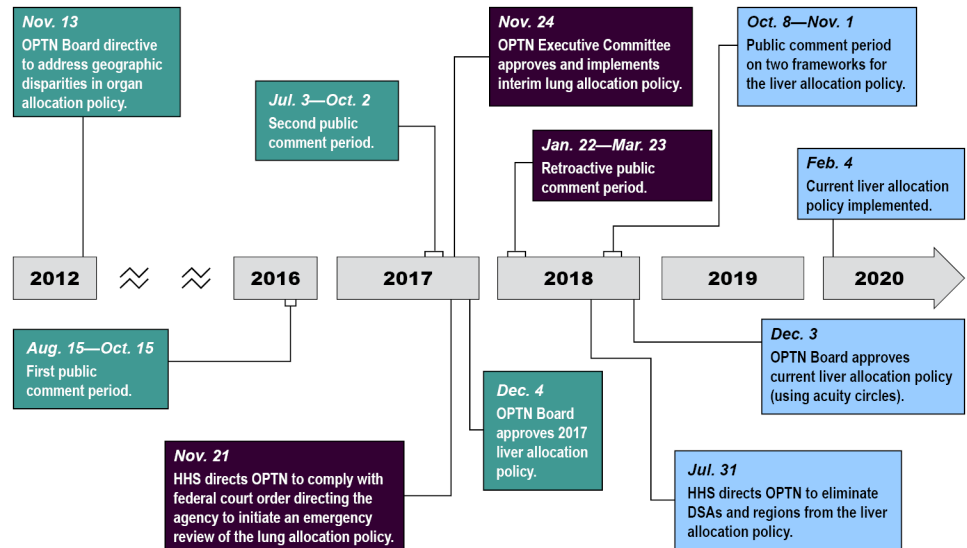 Nov. 13
OPTN Board directive
to address geographic
disparities in organ
allocation policy.
Jul. 3—Oct. 2
Second public
comment period.
Nov. 24
OPTN Executive Committee
approves and implements
interim lung allocation policy.
Jan. 22—Mar. 23
Retroactive public
comment period.
Oct. 8—Nov. 1
Public comment period
on two frameworks for
the liver allocation policy.
Feb. 4
Current liver allocation
policy implemented.
2012
2016
2017
2018
2019
2020
Aug. 15—Oct. 15
First public
comment period.
Nov. 21
HHS directs OPTN to comply with
federal court order directing the
agency to initiate an emergency
review of the lung allocation policy.
Dec. 4
OPTN Board
approves 2017
liver allocation
policy.
Dec. 3
OPTN Board approves
current liver allocation policy
(using acuity circles).
Jul. 31
HHS directs OPTN to eliminate
DSAs and regions from the liver
allocation policy.